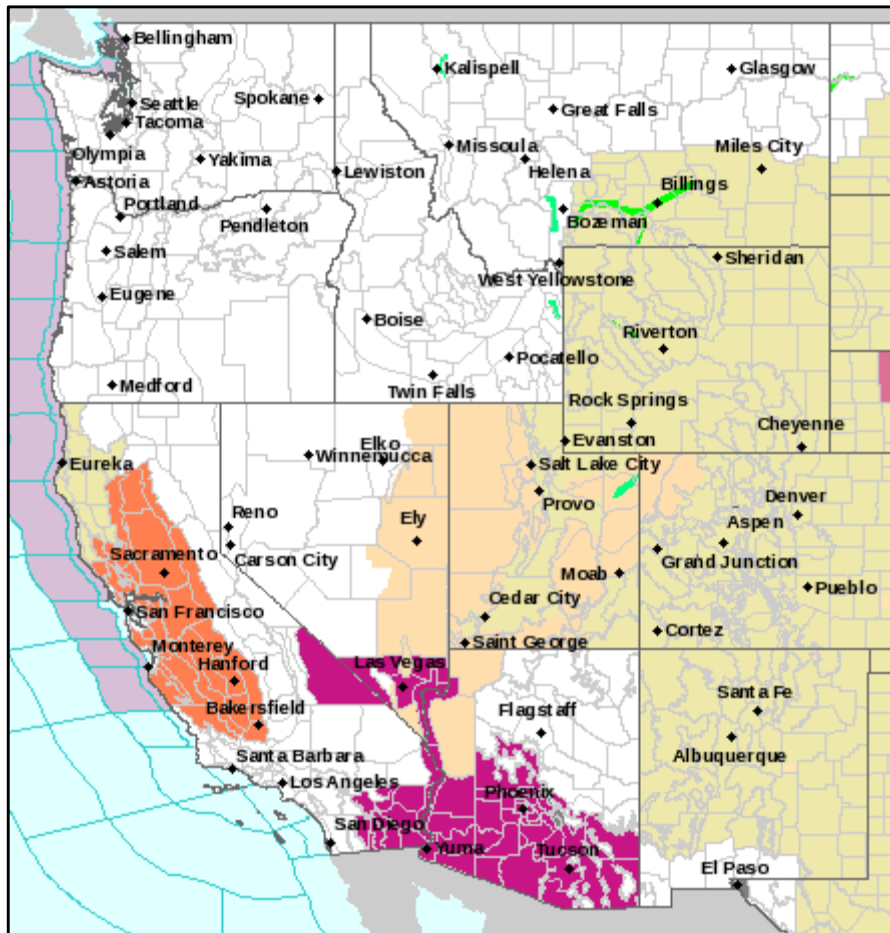 Bellingham
Kalispell
Glasgow
Seattle
Spokane
Great Falls
Tacoma
Olympia
Missoula
Miles City
Yakima
Lewiston
Helena
Astoria
Billings
Portland
Pendleton
Bozeman
Salem
Sheridan
West Yellowstone
Eugene
Boise
Riverton
Pocatello
Medford
Twin Falls
Rock Springs
Cheyenne
Elko
Evanston
Eureka
Winnemucca
Salt Lake City
Provo
Denver
Reno
Ely
Aspen
Sacramento
Carson City
Grand Junction
Moab
Pueblo
San Francisco
Cedar City
Monterey
Saint George
Cortez
Hanford
Las Vegas
Santa Fe
Bakersfield
Flagstaff
Albuquerque
Santa Barbara
Los Angeles
Phoenix
San Diego
Yuma
Tucson
El Paso